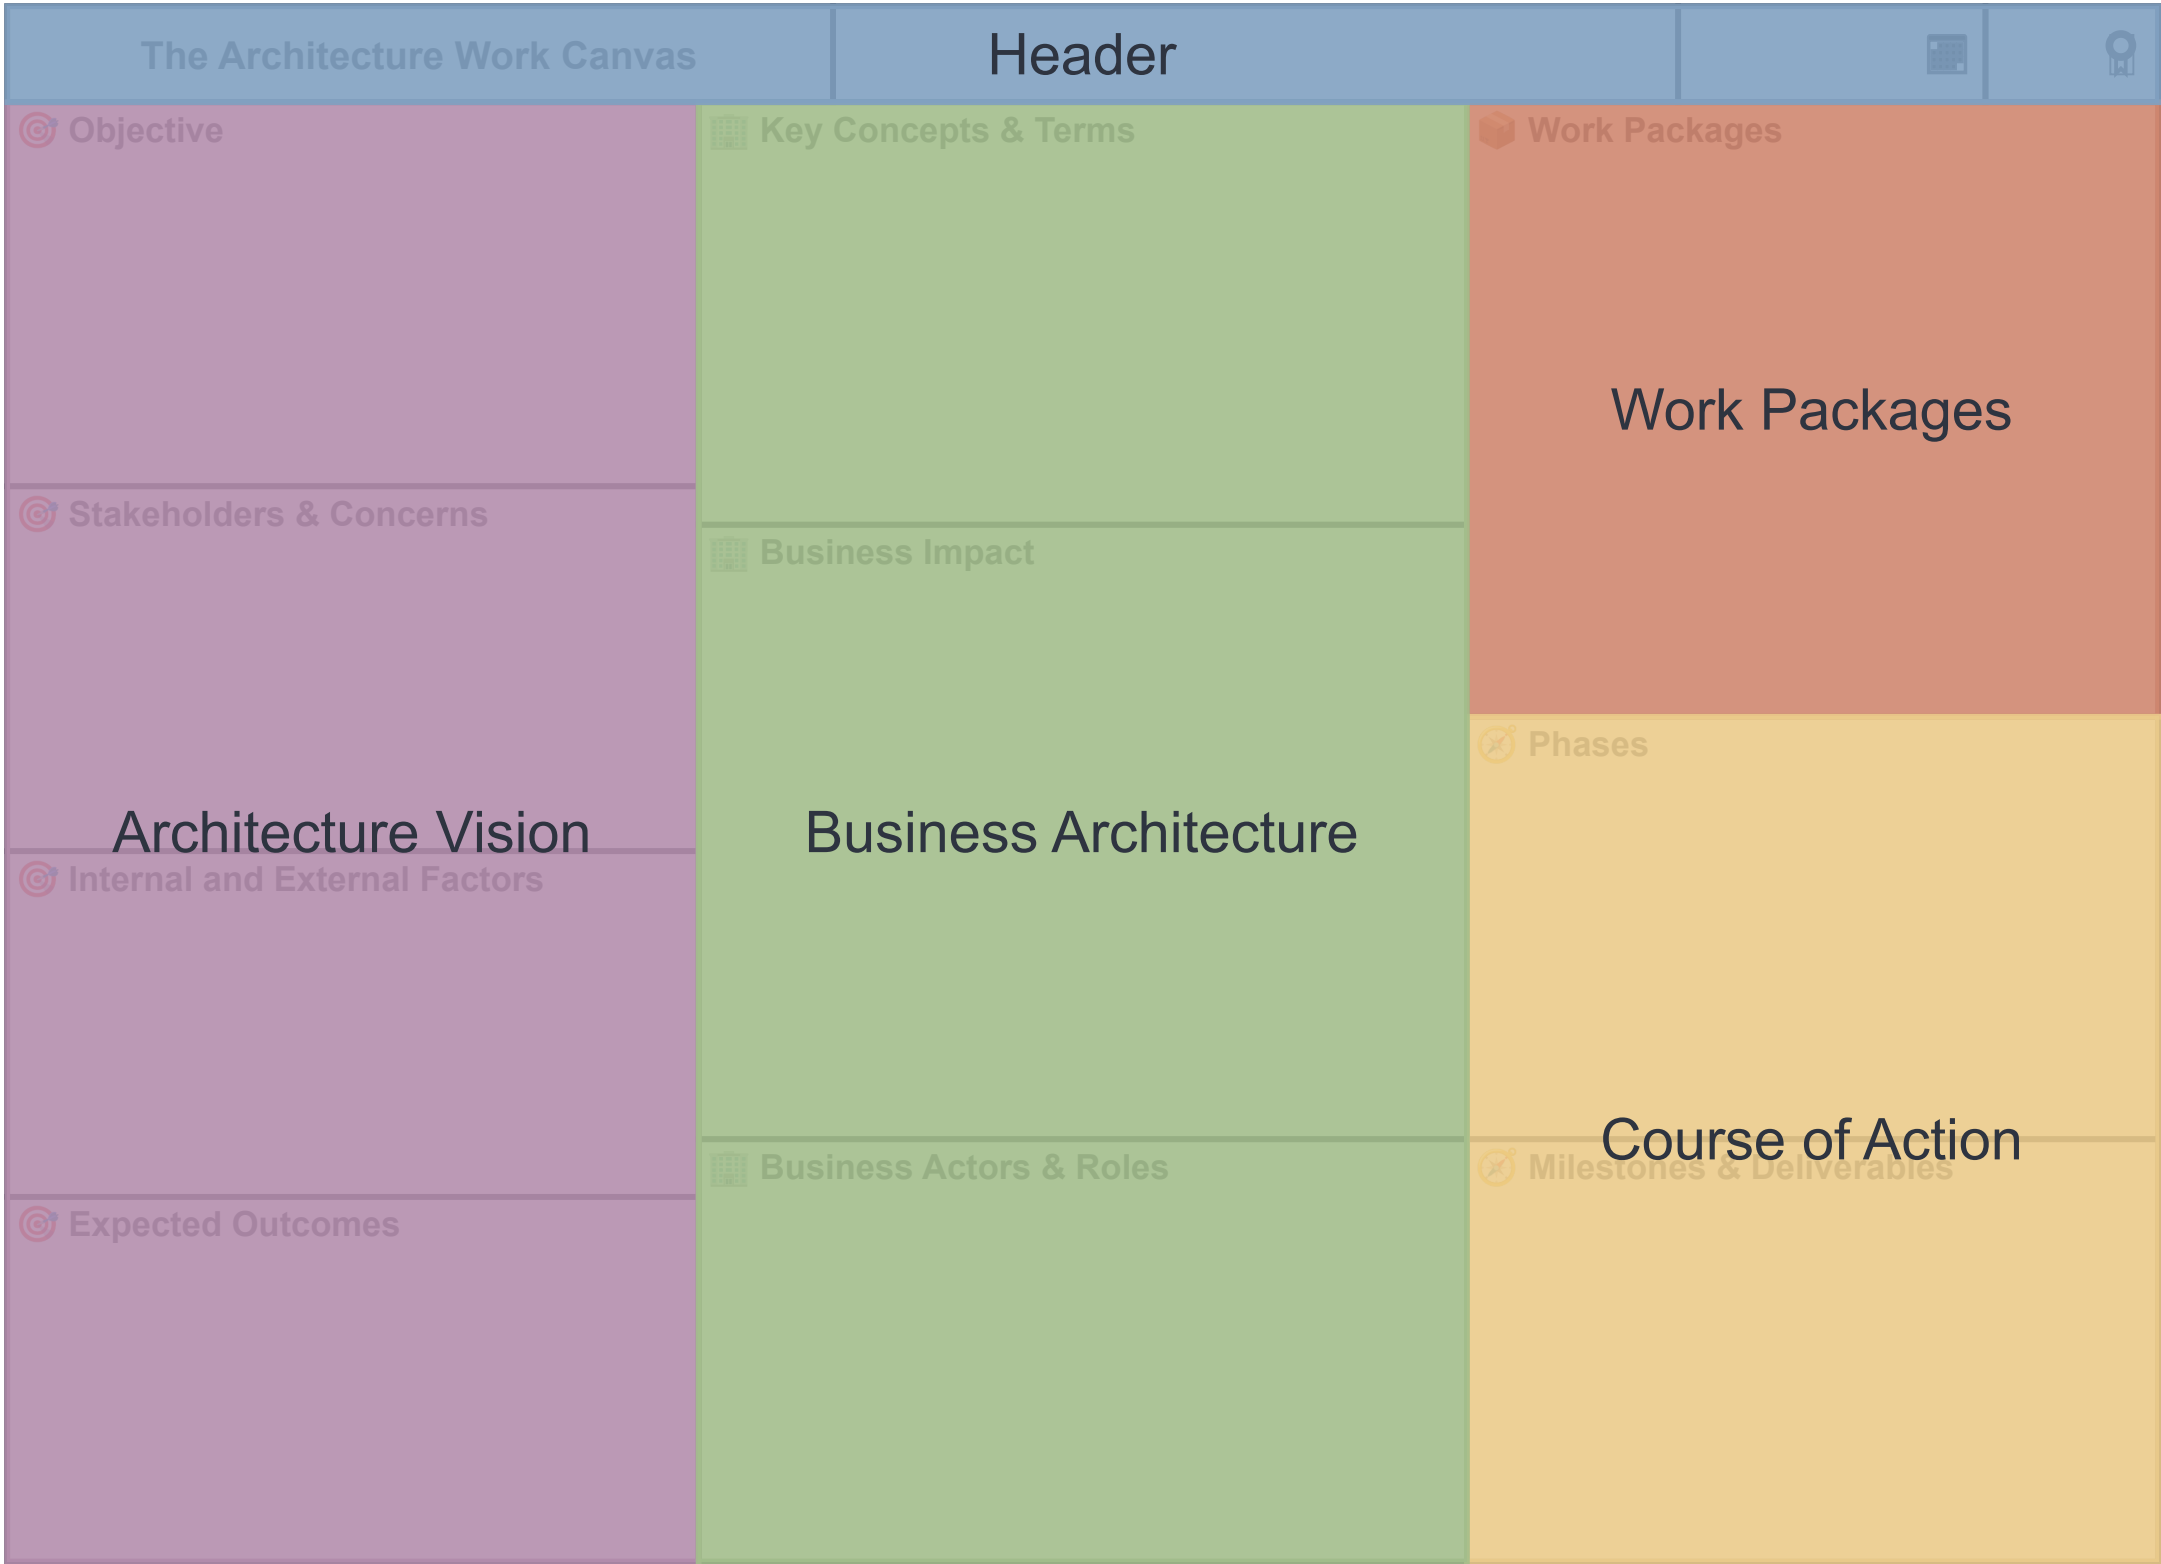 The Architecture Work Canvas
Header
Objective
Stakeholders & Concerns
Architecture Vision
Internal and External Factors
Expected Outcomes
Key Concepts & Terms
Business Impact
Business Architecture
Business Actors & Roles
Work Packages
Work Packages
Phases
Course of Action
Milestones & Deliverables